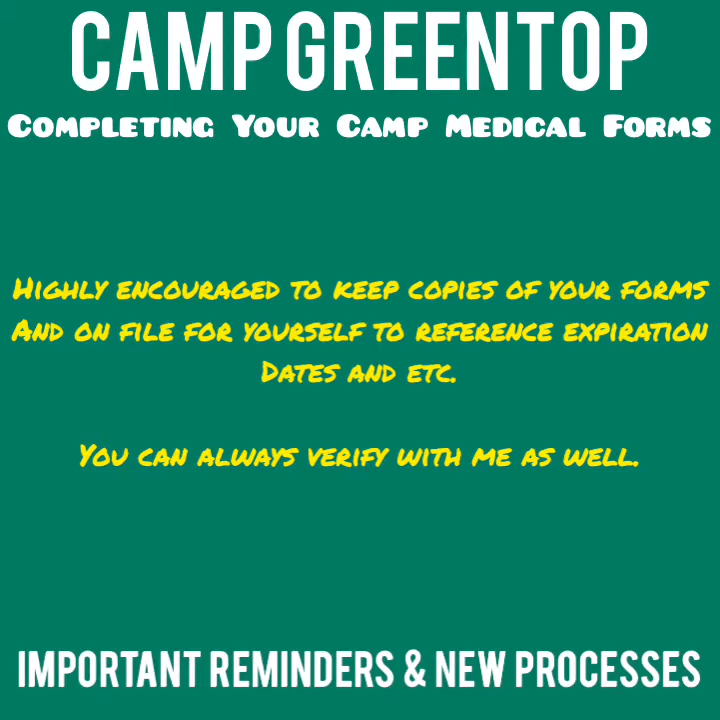 CAMP GREENTOP
Completing Your Camp Medical Forms
Highly encouraged to keep copies of your forms
And on file for yourself to reference expiration
Dates and etc.
You can always verify with me as well.
IMPORTANT REMINDERS & NEW PROCESSES